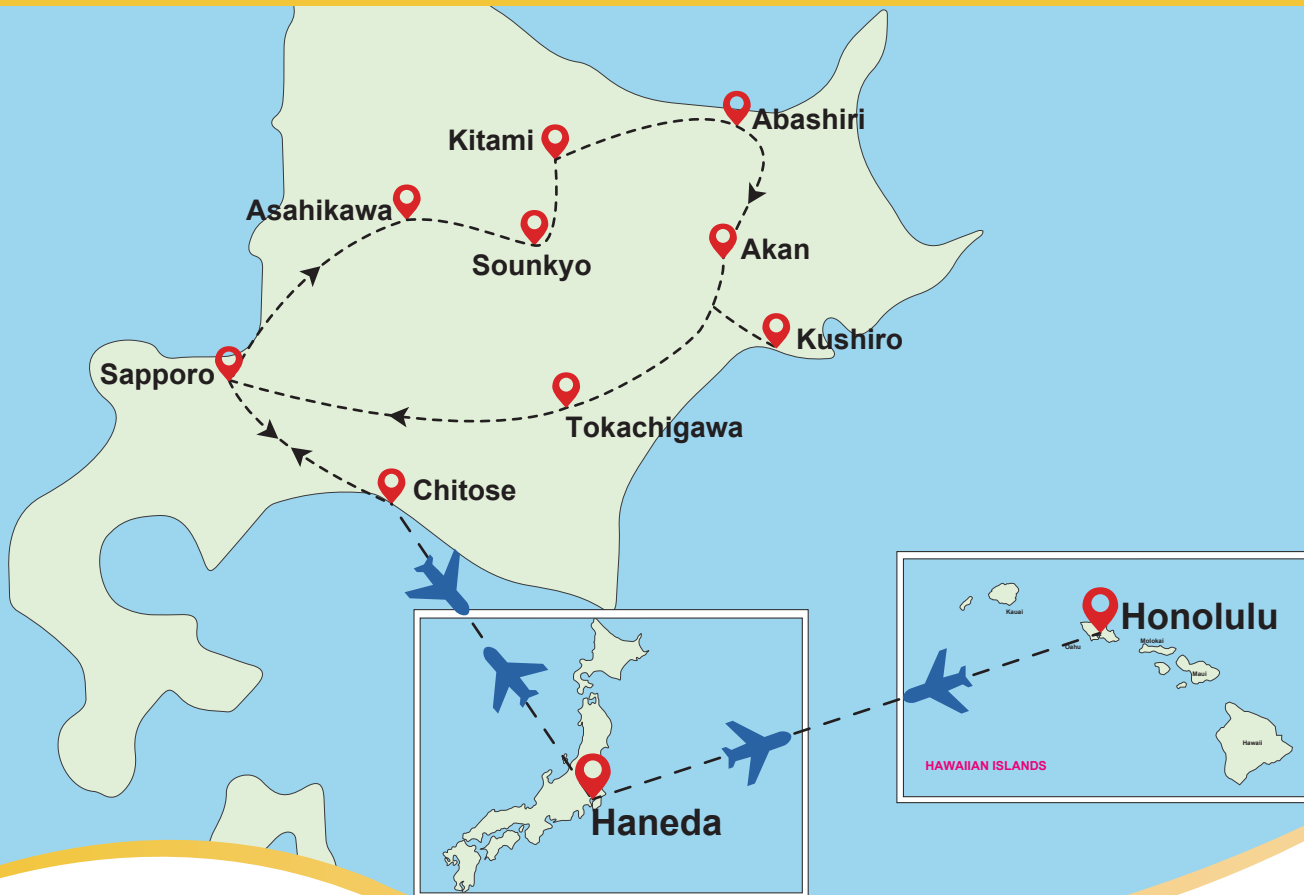 Abashiri
Kitami
Asahikawa
Akan
Sounkyo
Kushiro
Sapporo
Tokachigawa
Chitose
Kauai
Honolulu
Oahu
Molokai
Maui
Hawaii
HAWAIIAN ISLANDS
Haneda